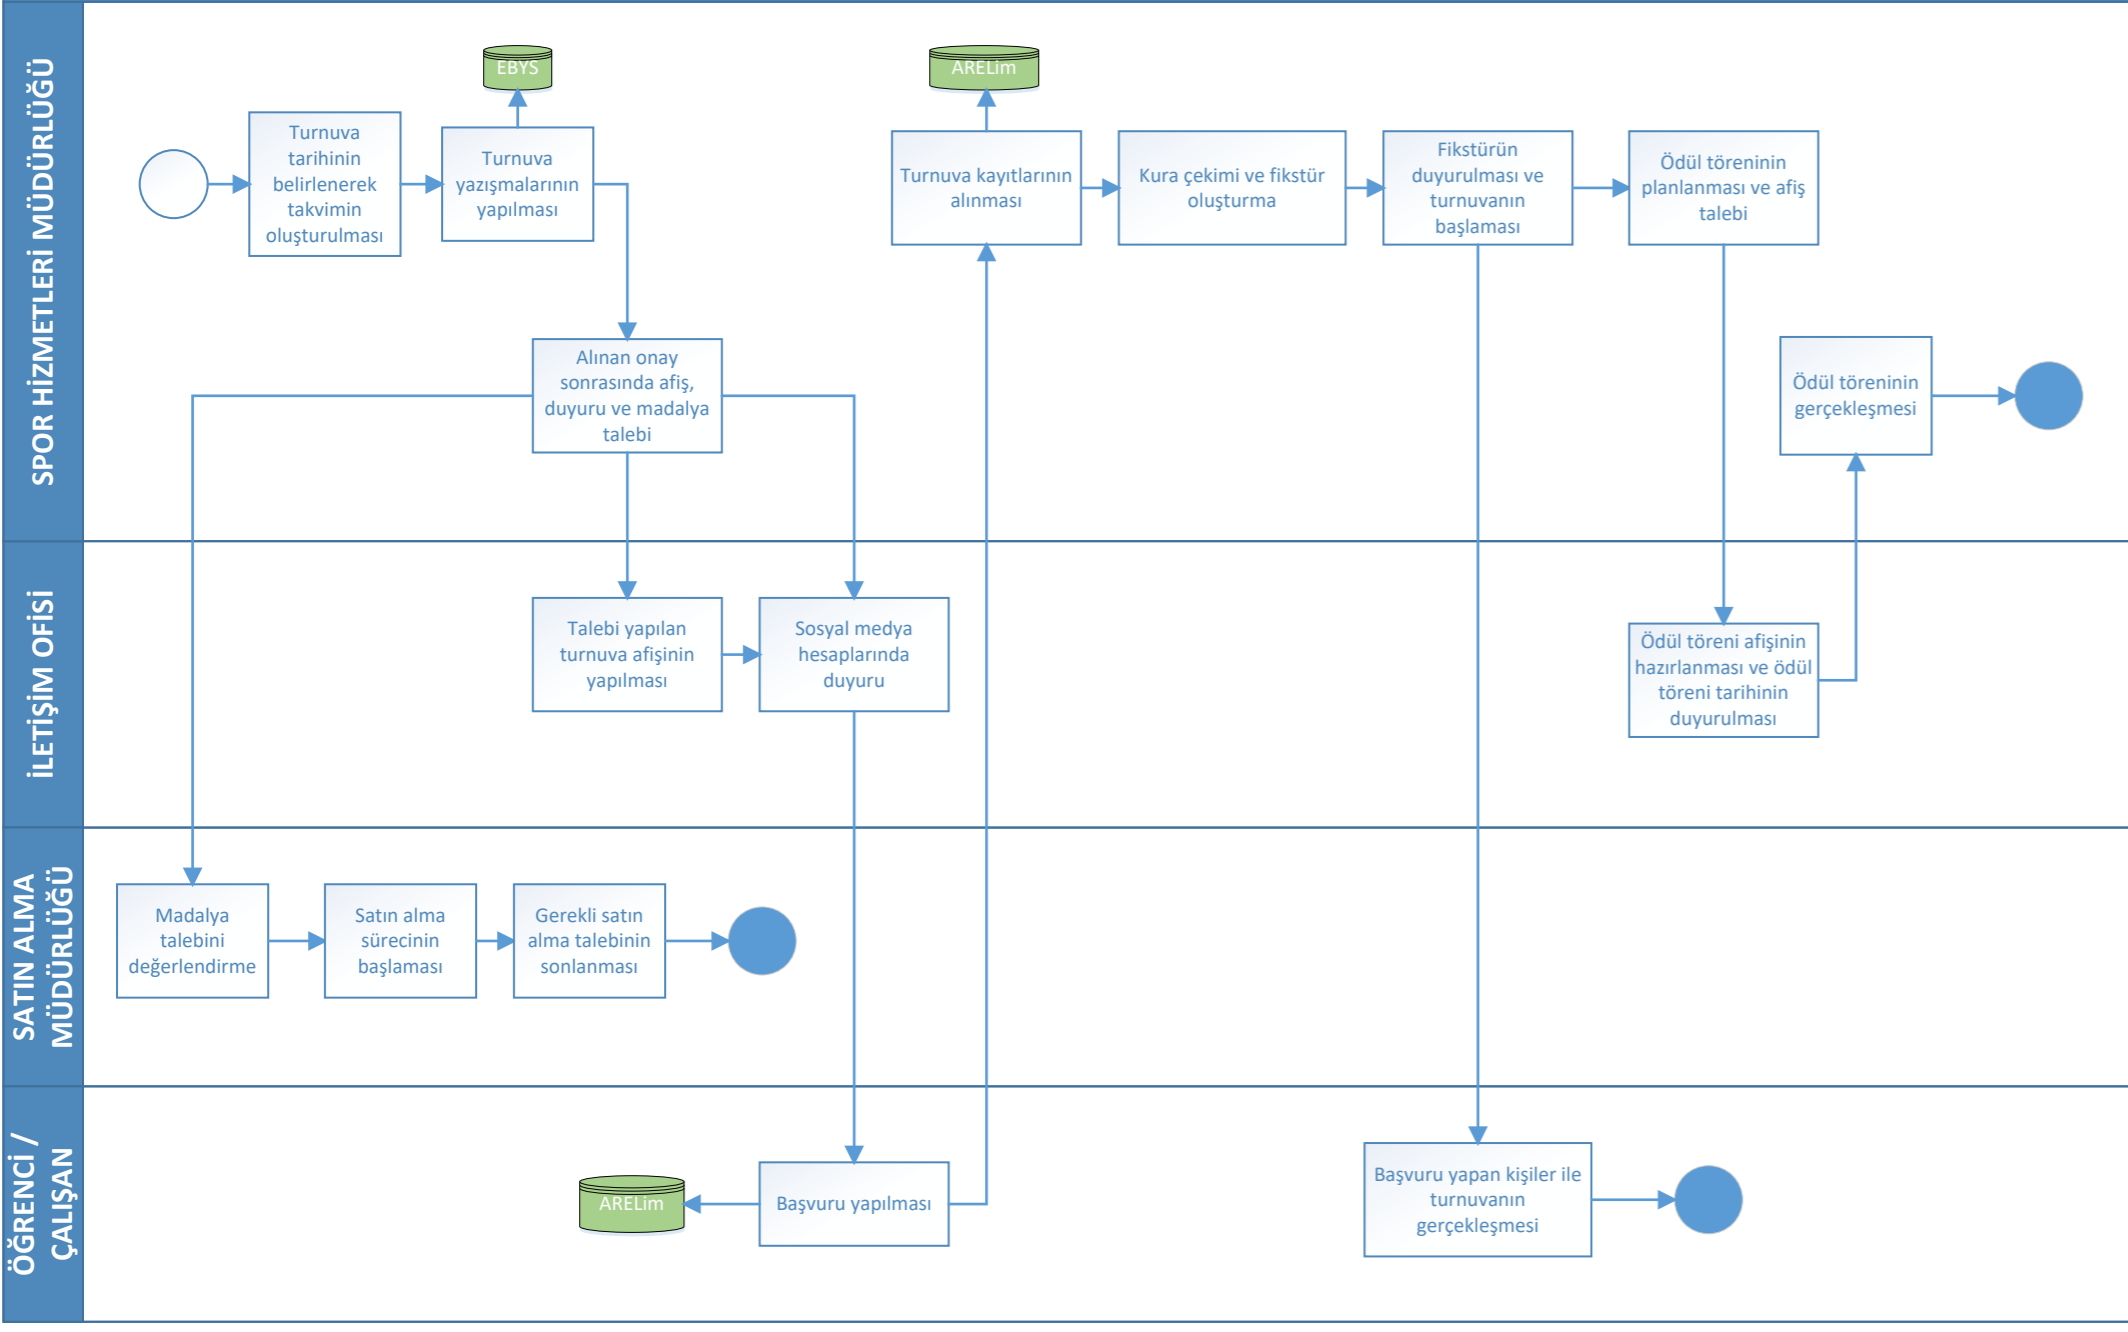 SPOR HİZMETLERİ MÜDÜRLÜĞÜ
EBYS
ARELim
Turnuva
tarihinin
belirlenerek
takvimin
oluşturulması
Turnuva
yazışmalarının
yapılması
Turnuva kayıtlarının
alınması
Kura çekimi ve fikstür
oluşturma
Fikstürün
duyurulması ve
turnuvanın
başlaması
Ödül töreninin
planlanması ve afiş
talebi
Alınan onay
sonrasında afiş,
duyuru ve madalya
talebi
Ödül töreninin
gerçekleşmesi
İLETİŞİM OFİSİ
Talebi yapılan
turnuva afişinin
yapılması
Sosyal medya
hesaplarında
duyuru
Ödül töreni afişinin
hazırlanması ve ödül
töreni tarihinin
duyurulması
SATIN ALMA
MÜDÜRLÜĞÜ
Madalya
talebini
değerlendirme
Satın alma
sürecinin
başlaması
Gerekli satın
alma talebinin
sonlanması
ÖĞRENCİ /
ÇALIŞAN
ARELim
Başvuru yapılması
Başvuru yapan kişiler ile
turnuvanın
gerçekleşmesi